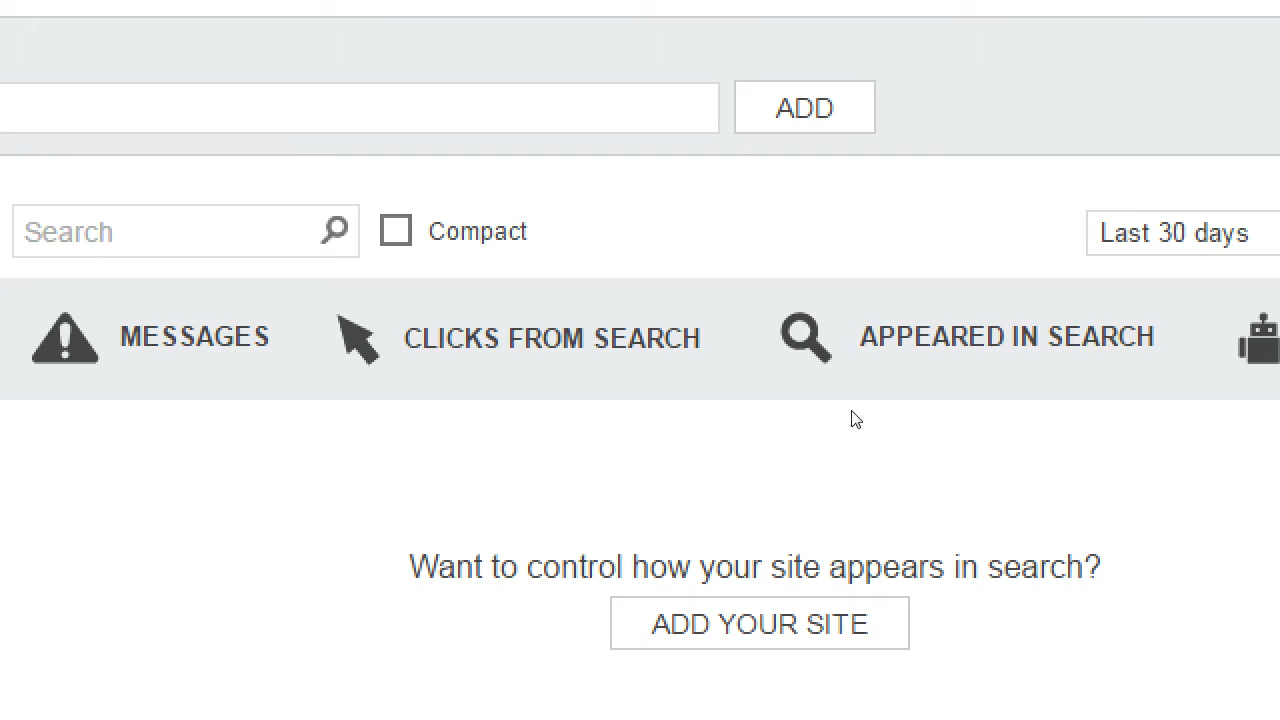 ADD
Search Compact Last 30 days
MESSAGES CLICKS FROM SEARCH APPEARED IN SEARCH
Want to control how your site appears in search?
ADD YOUR SITE